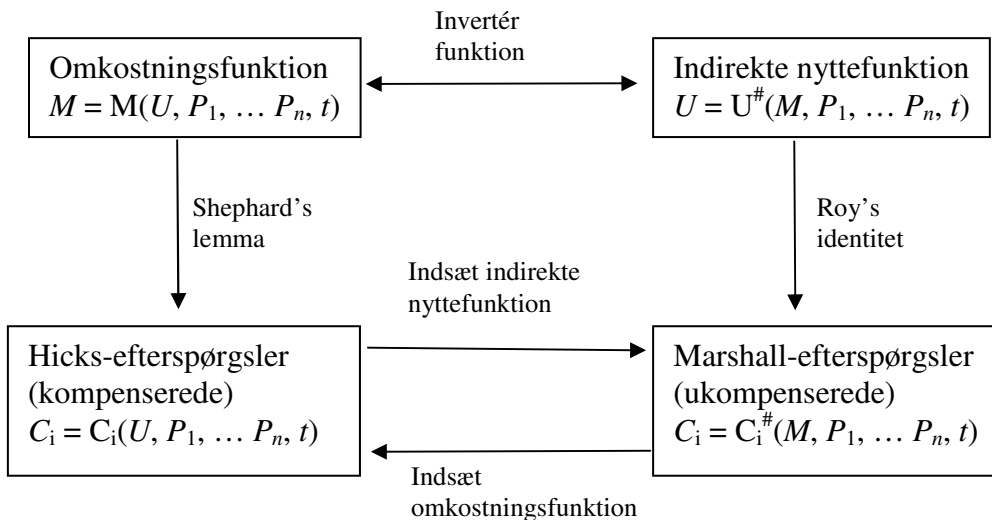 Invertér
funktion
Omkostningsfunktion
M = M(U, P₁, … Pₙ, t)
Indirekte nyttefunktion
U = U^#(M, P₁, … Pₙ, t)
Shephard’s
lemma
Roy’s
identitet
Indsæt indirekte
nyttefunktion
Hicks-efterspørgsler
(kompenserede)
Cᵢ = Cᵢ(U, P₁, … Pₙ, t)
Marshall-efterspørgsler
(ukompenserede)
Cᵢ = Cᵢ^#(M, P₁, … Pₙ, t)
Indsæt
omkostningsfunktion